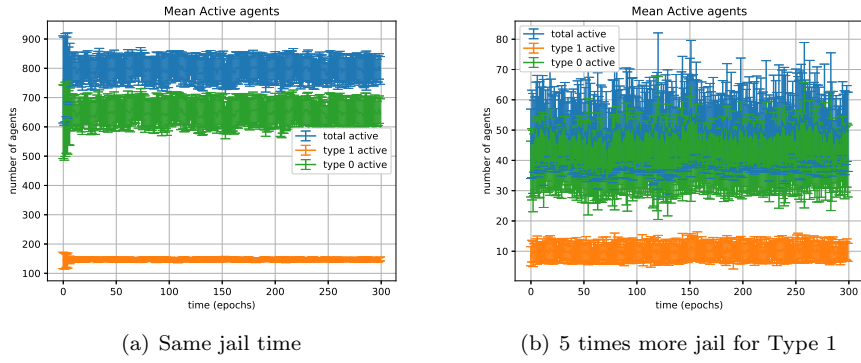 Mean Active agents
number of agents
900
800
700
600
500
400
300
200
100
total active
type 1 active
type 0 active
0
50
100
150
200
250
300
time (epochs)
(a) Same jail time
Mean Active agents
number of agents
80
70
60
50
40
30
20
10
total active
type 1 active
type 0 active
0
50
100
150
200
250
300
time (epochs)
(b) 5 times more jail for Type 1